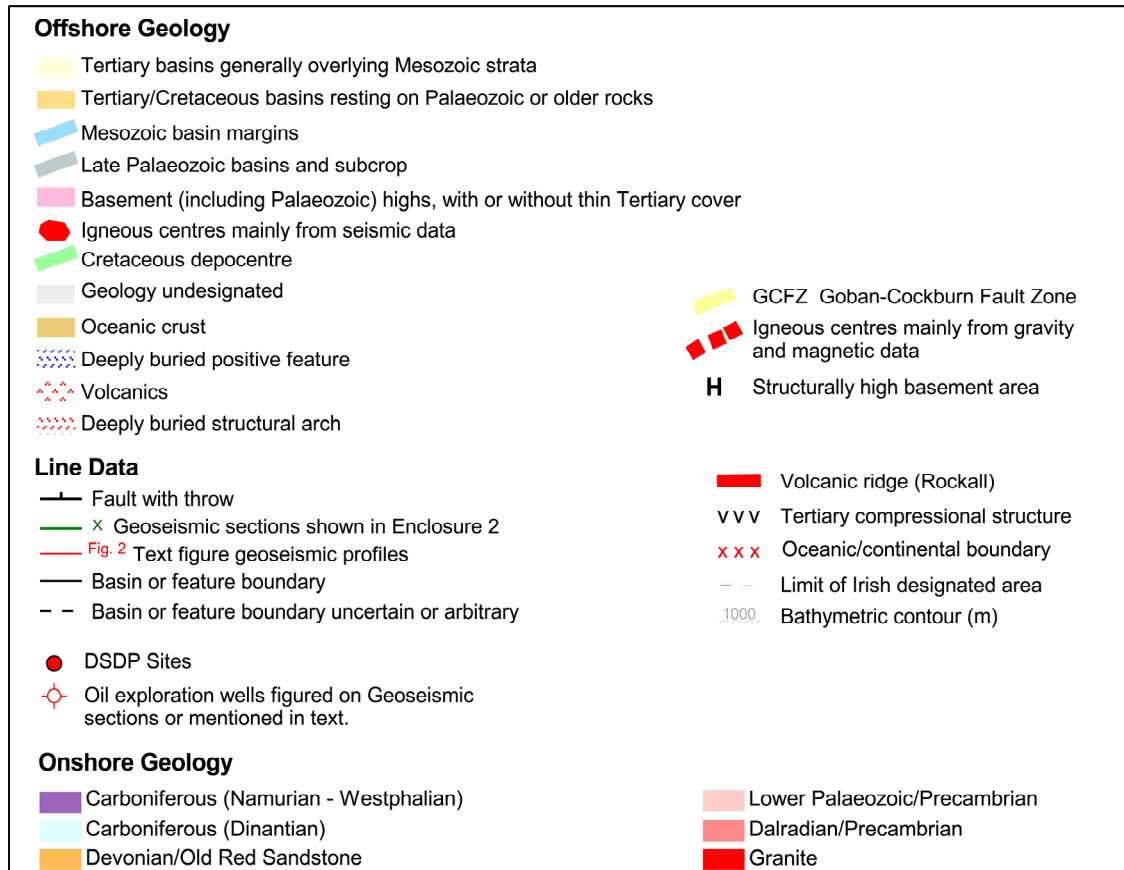 Offshore Geology
Tertiary basins generally overlying Mesozoic strata
Tertiary/Cretaceous basins resting on Palaeozoic or older rocks
Mesozoic basin margins
Late Palaeozoic basins and subcrop
Basement (including Palaeozoic) highs, with or without thin Tertiary cover
Igneous centres mainly from seismic data
Cretaceous depocentre
Geology undesignated
Oceanic crust
Deeply buried positive feature
Volcanics
Deeply buried structural arch
GCFZ Goban-Cockburn Fault Zone
Igneous centres mainly from gravity
and magnetic data
H Structurally high basement area
Line Data
Fault with throw
X Geoseismic sections shown in Enclosure 2
Fig. 2 Text figure geoseismic profiles
Basin or feature boundary
Basin or feature boundary uncertain or arbitrary
Volcanic ridge (Rockall)
V V V Tertiary compressional structure
x x x Oceanic/continental boundary
Limit of Irish designated area
1000 Bathymetric contour (m)
DSDP Sites
Oil exploration wells figured on Geoseismic
sections or mentioned in text.
Onshore Geology
Carboniferous (Namurian - Westphalian)
Carboniferous (Dinantian)
Devonian/Old Red Sandstone
Lower Palaeozoic/Precambrian
Dalradian/Precambrian
Granite